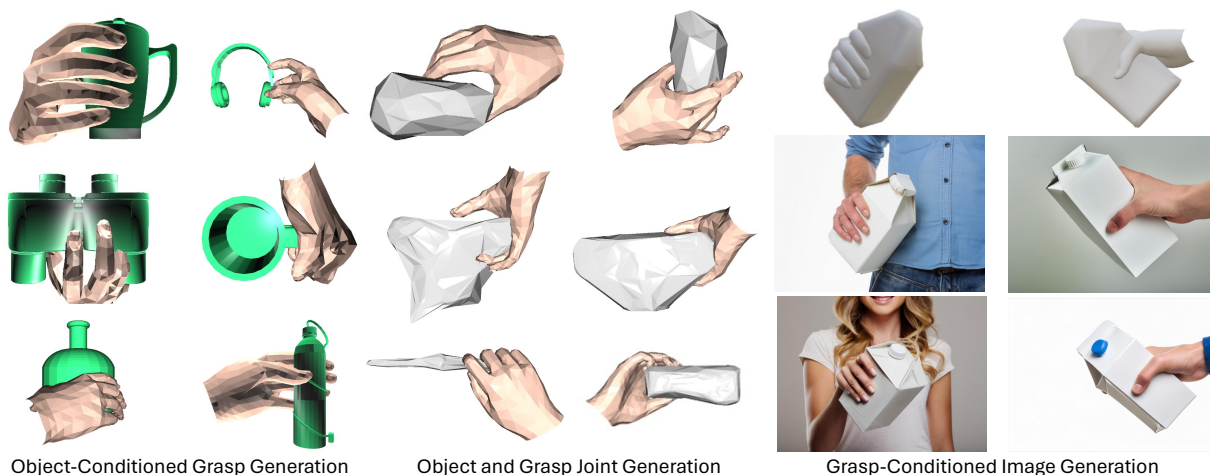 Object-Conditioned Grasp Generation
Object and Grasp Joint Generation
Grasp-Conditioned Image Generation